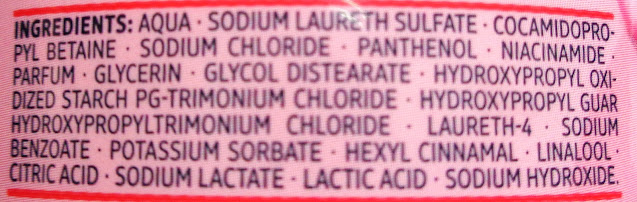 INGREDIENTS: AQUA · SODIUM LAURETH SULFATE · COCAMIDOPRO-
PYL BETAINE · SODIUM CHLORIDE · PANTHENOL · NIACINAMIDE ·
PARFUM · GLYCERIN · GLYCOL DISTEARATE · HYDROXYPROPYL OXI-
DIZED STARCH PG-TRIMONIUM CHLORIDE · HYDROXYPROPYL GUAR
HYDROXYPROPYLTRIMONIUM CHLORIDE · LAURETH-4 · SODIUM
BENZOATE · POTASSIUM SORBATE · HEXYL CINNAMAL · LINALOOL ·
CITRIC ACID · SODIUM LACTATE · LACTIC ACID · SODIUM HYDROXIDE.